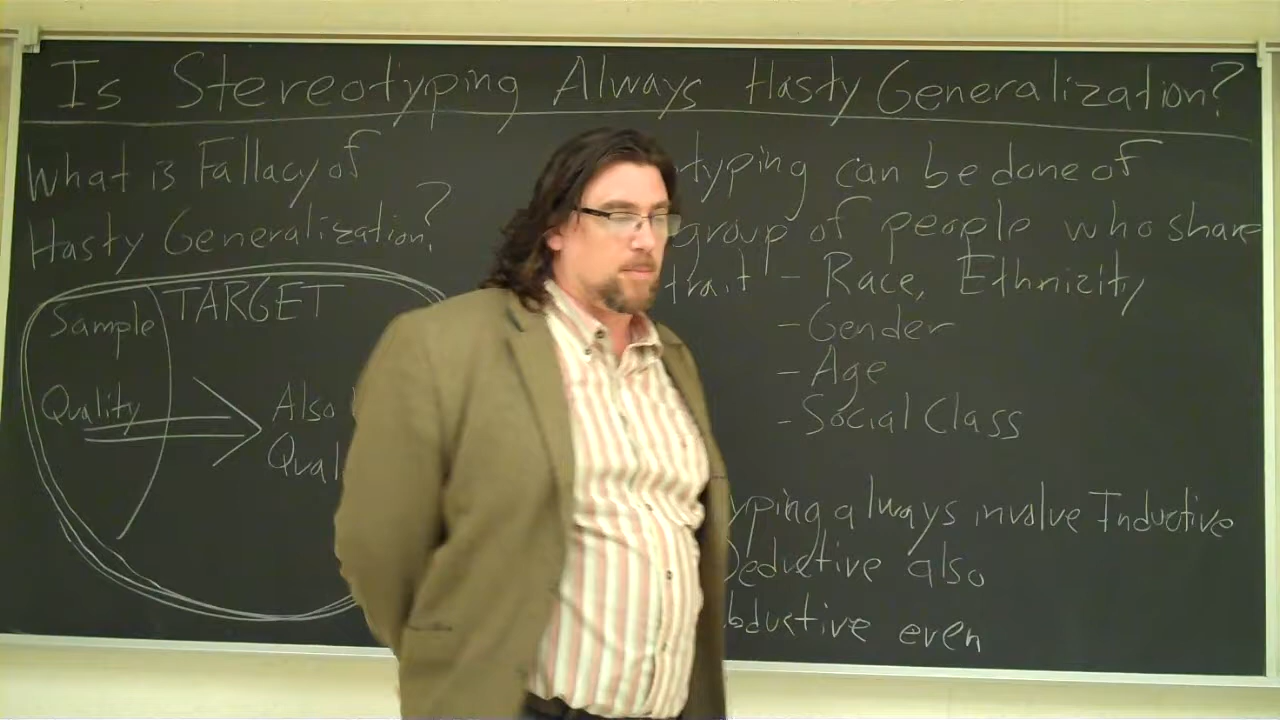 Is Stereotyping Always Hasty Generalization?
What is Fallacy of
Hasty Generalization?
Sample
TARGET
Quality
Also
Qual
typing can be done of
group of people who share
trait - Race, Ethnizity
- Gender
- Age
- Social Class
yping always involve Inductive
Deductive also
bductive even